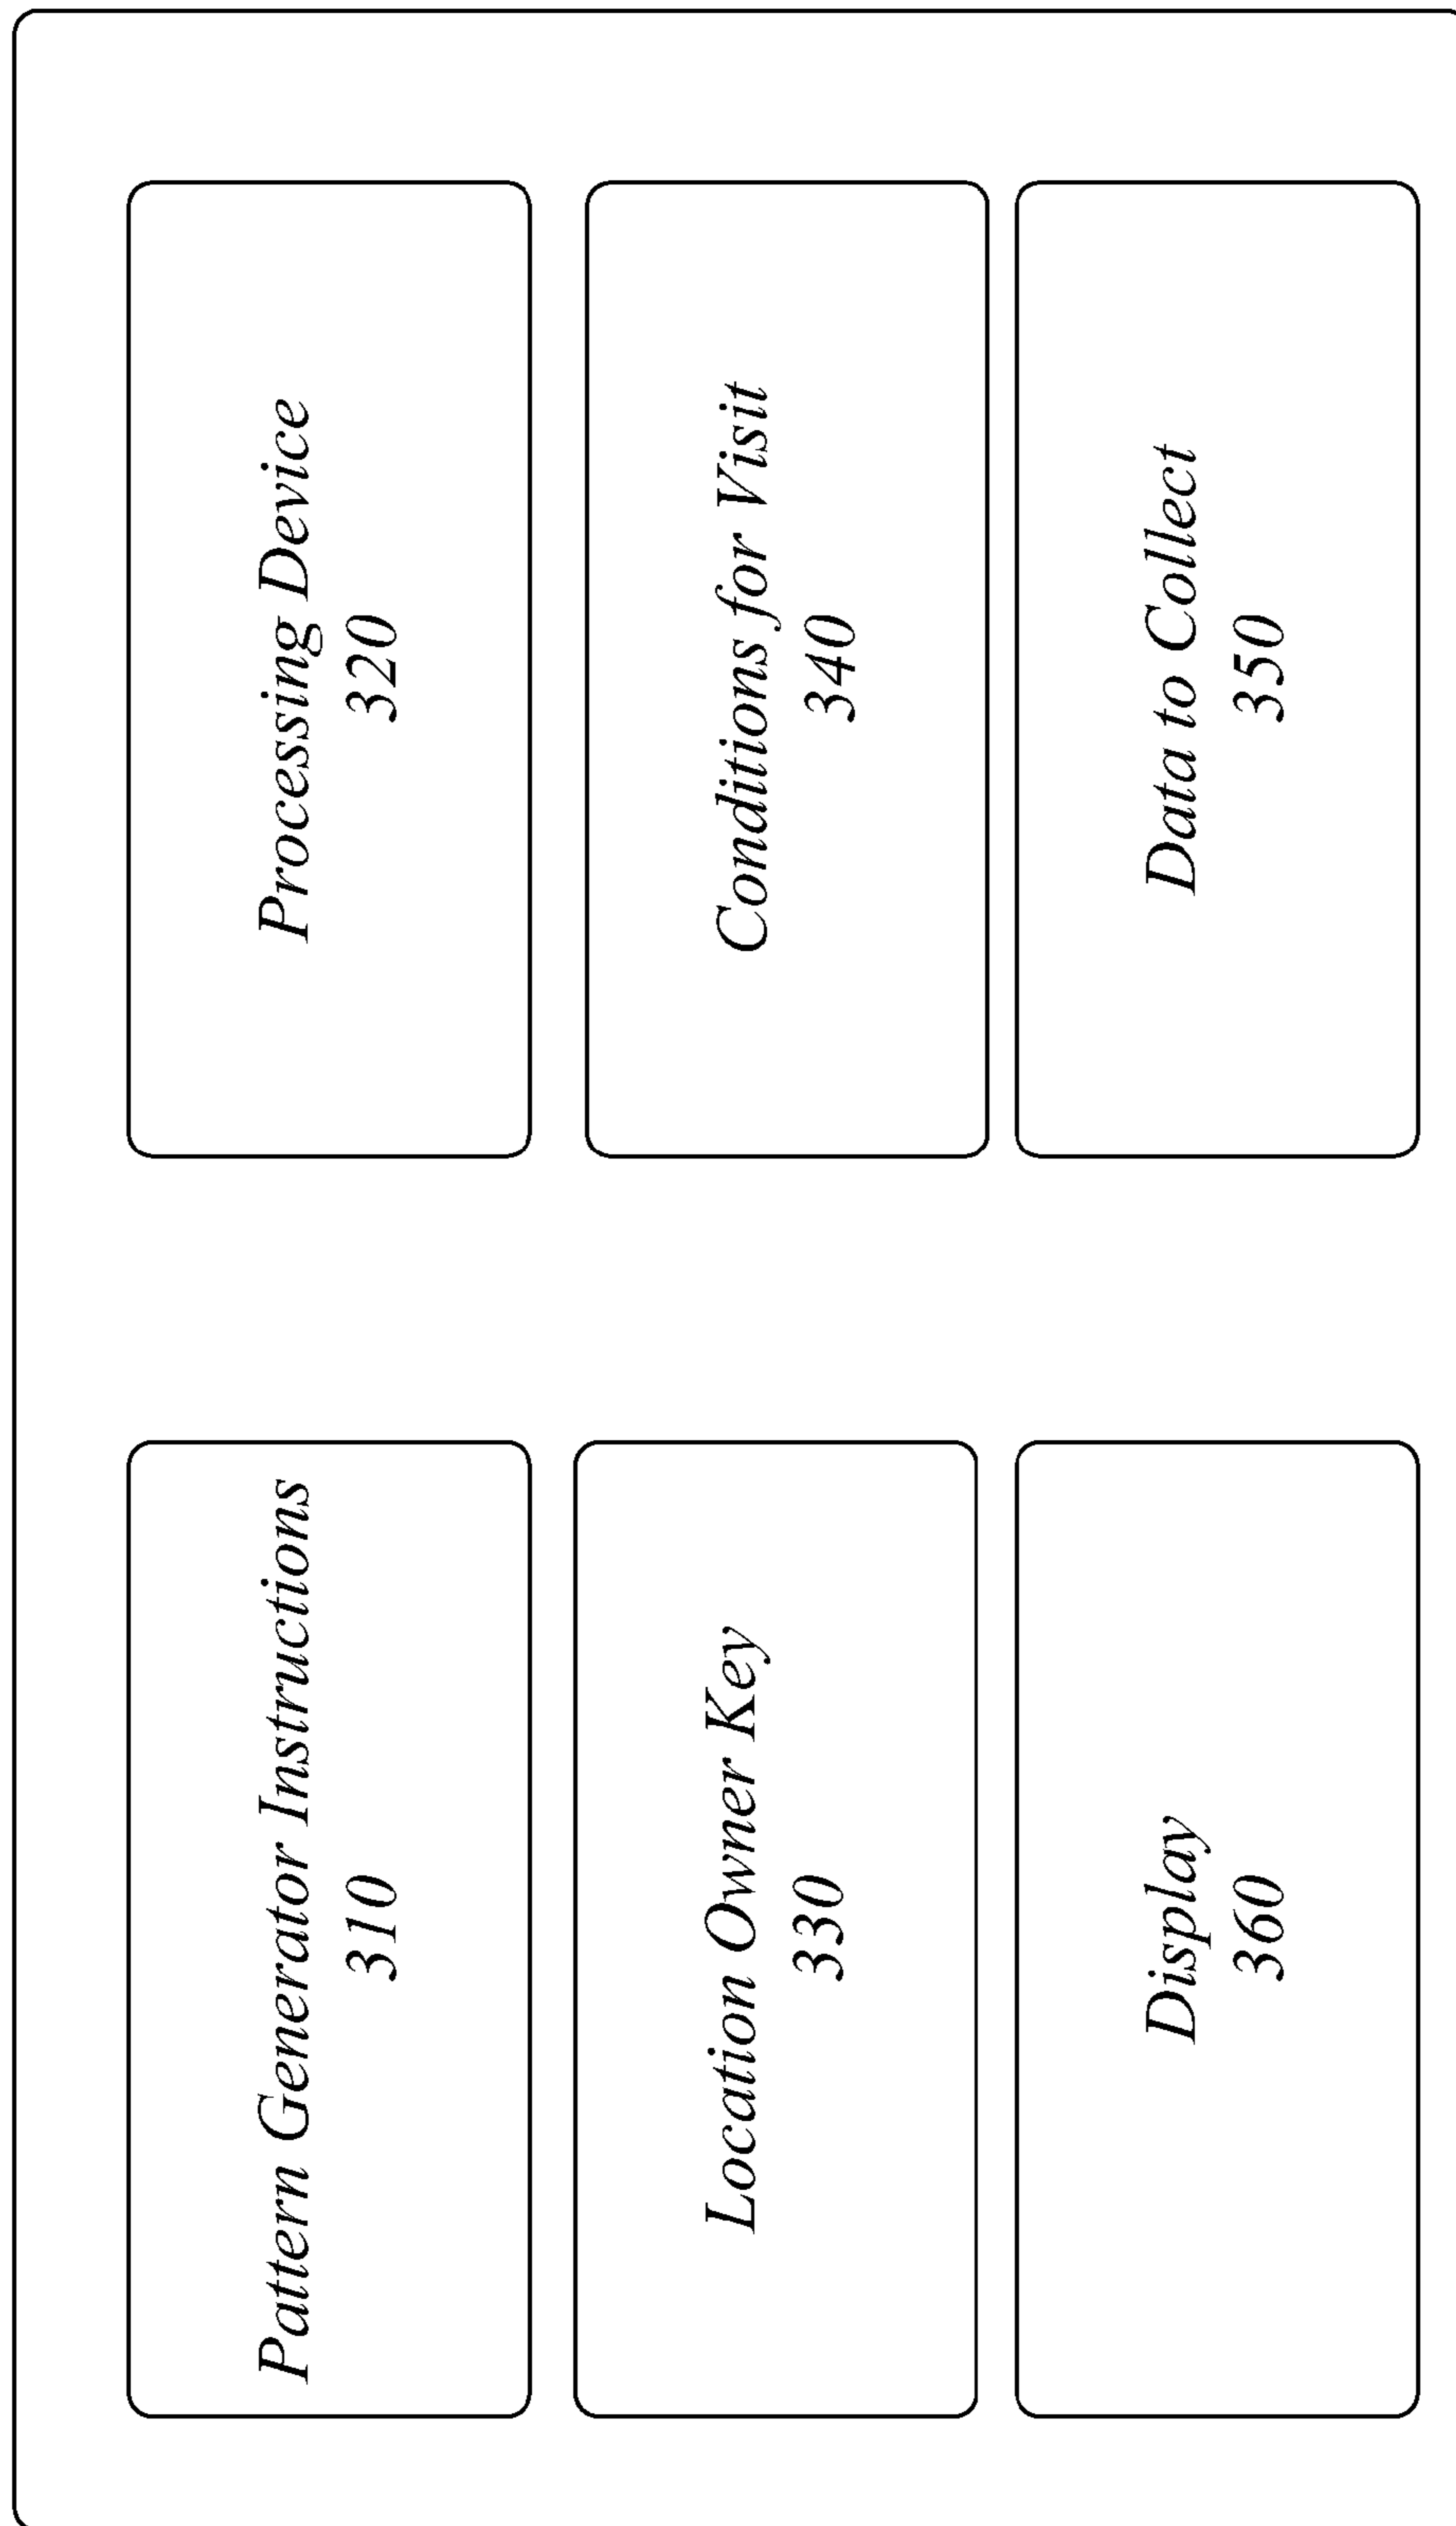 Pattern Generator Instructions
310
Processing Device
320
Location Owner Key
330
Conditions for Visit
340
Display
360
Data to Collect
350